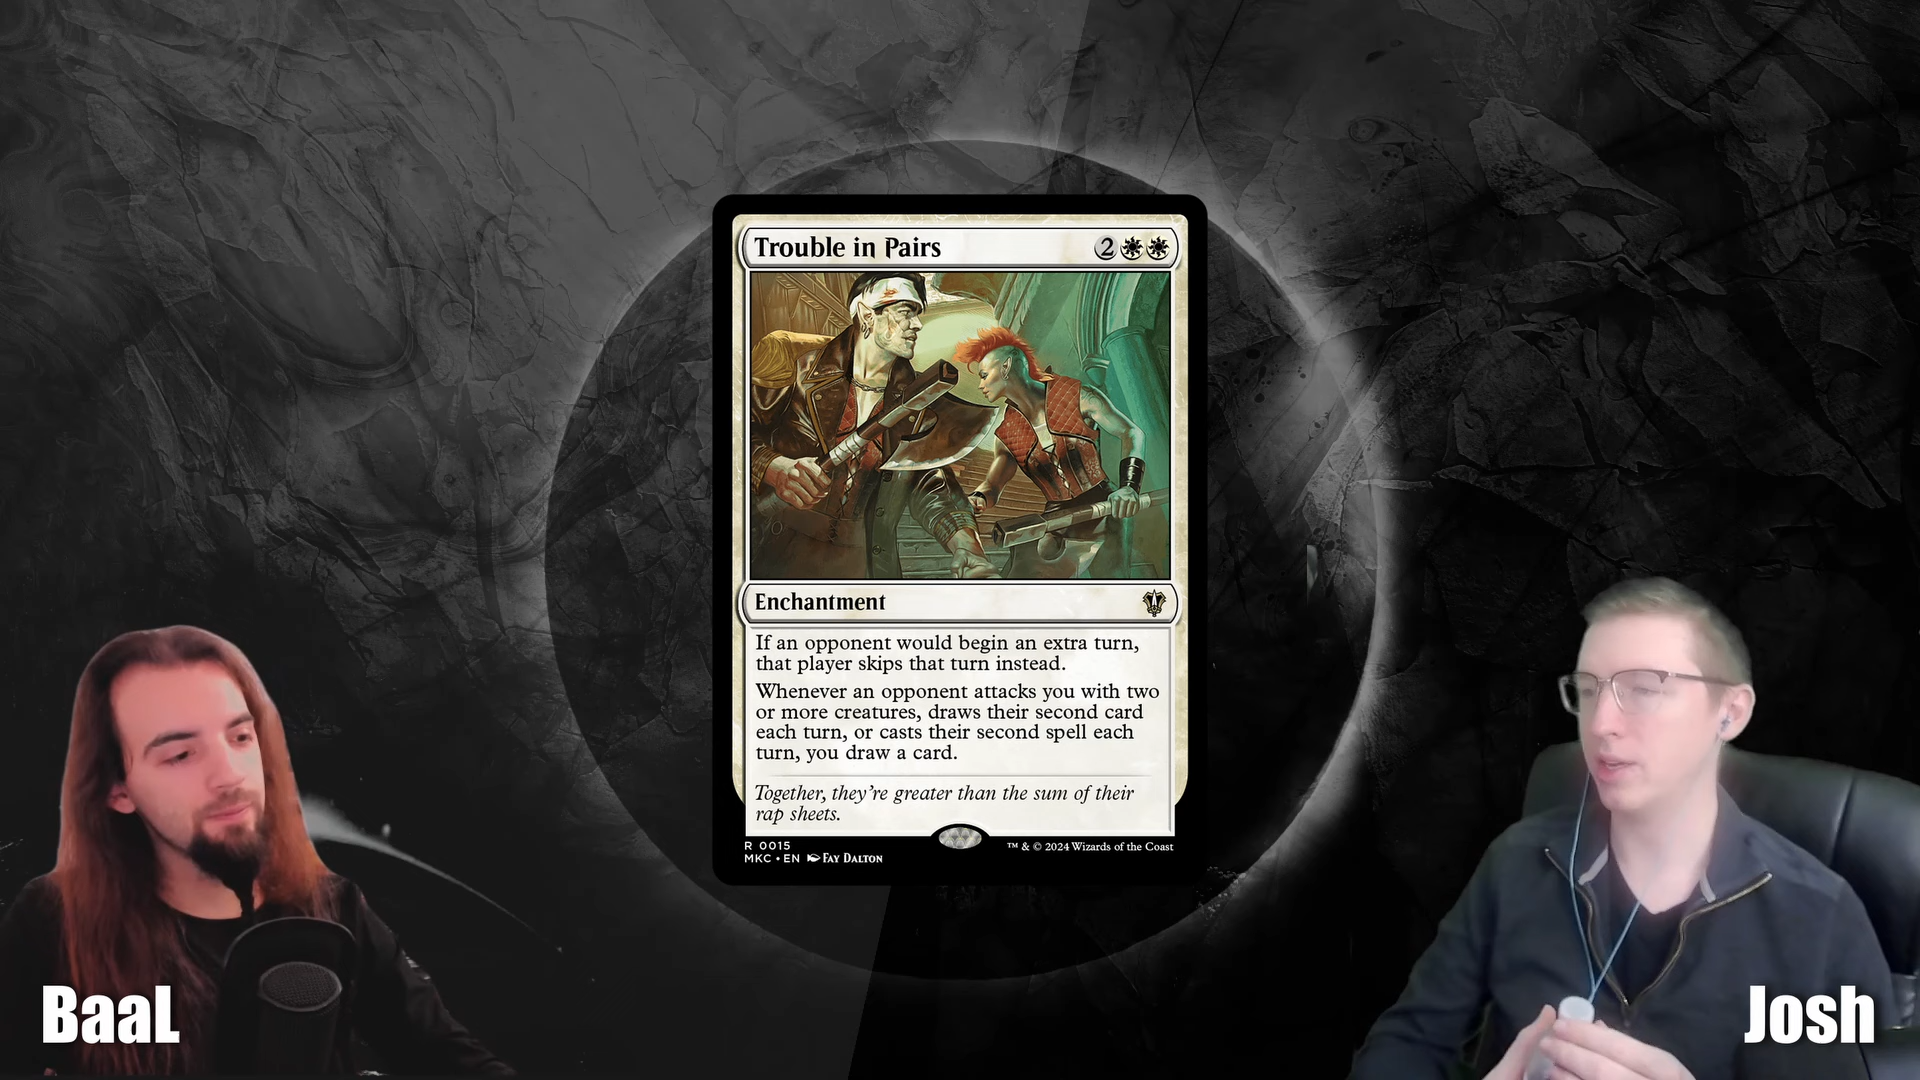 Trouble in Pairs 2
Enchantment
If an opponent would begin an extra turn,
that player skips that turn instead.
Whenever an opponent attacks you with two
or more creatures, draws their second card
each turn, or casts their second spell each
turn, you draw a card.
Together, they're greater than the sum of their
rap sheets.
R 0015
MKC • EN FAY DALTON
™ & © 2024 Wizards of the Coast
BaaL
Josh